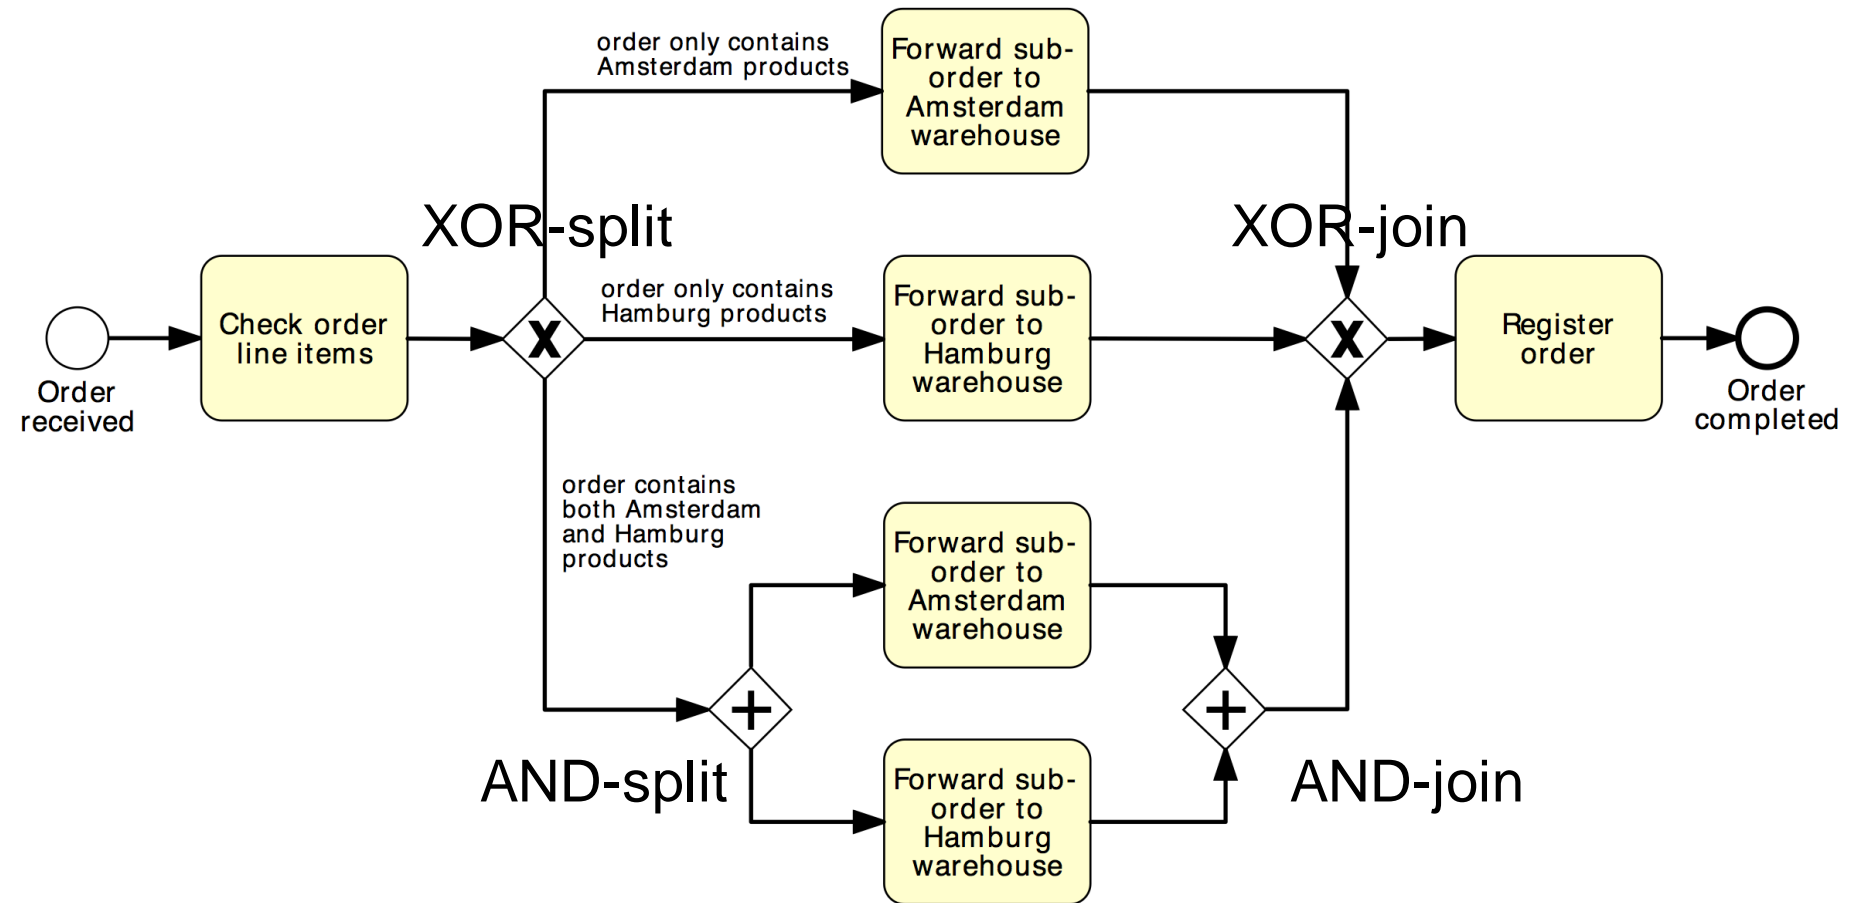 order only contains
Amsterdam products
Forward sub-
order to
Amsterdam
warehouse
XOR-split
XOR-join
Order
received
Check order
line items
X
order only contains
Hamburg products
Forward sub-
order to
Hamburg
warehouse
X
Register
order
Order
completed
order contains
both Amsterdam
and Hamburg
products
Forward sub-
order to
Amsterdam
warehouse
+
+
AND-split
AND-join
Forward sub-
order to
Hamburg
warehouse